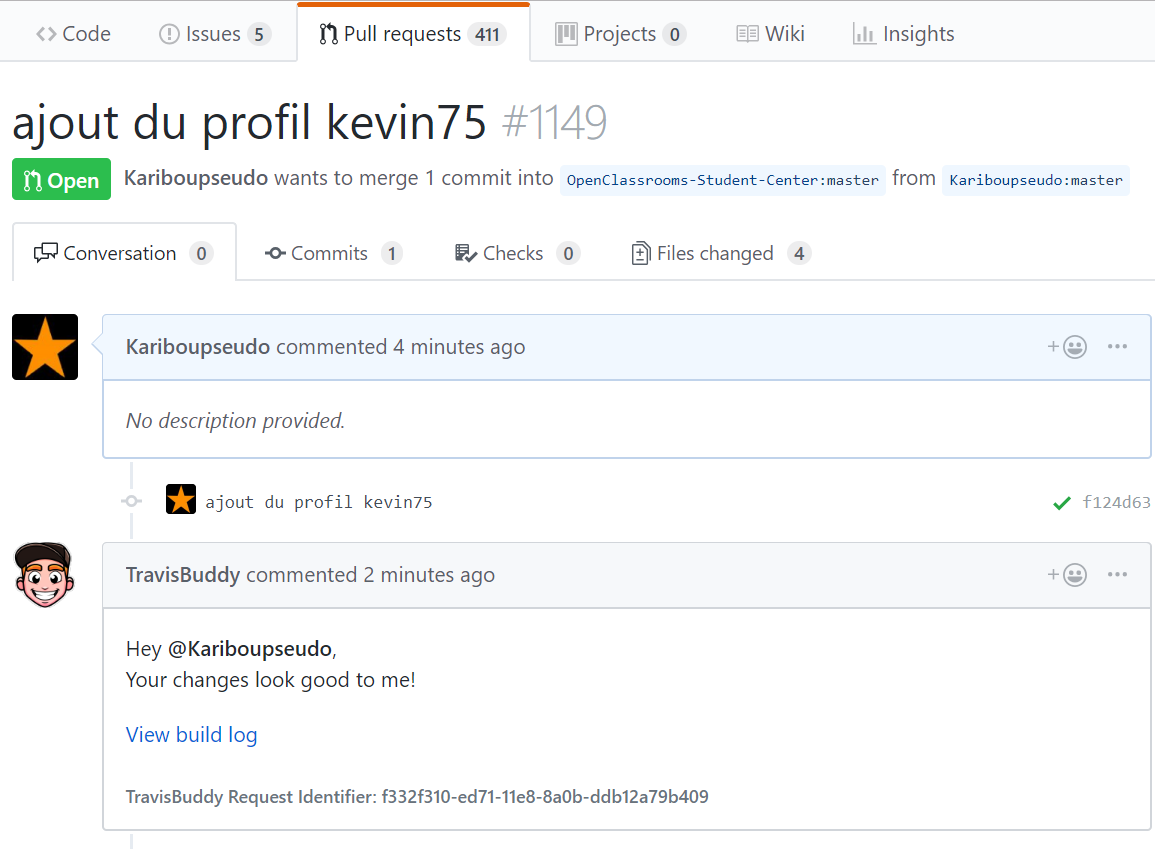 Code Issues 5 Pull requests 411 Projects 0 Wiki Insights
ajout du profil kevin75 #1149
Open Kariboupseudo wants to merge 1 commit into OpenClassrooms-Student-Center:master from Kariboupseudo:master
Conversation 0 Commits 1 Checks 0 Files changed 4
Kariboupseudo commented 4 minutes ago
No description provided.
ajout du profil kevin75 f124d63
TravisBuddy commented 2 minutes ago
Hey @Kariboupseudo,
Your changes look good to me!
View build log
TravisBuddy Request Identifier: f332f310-ed71-11e8-8a0b-ddb12a79b409